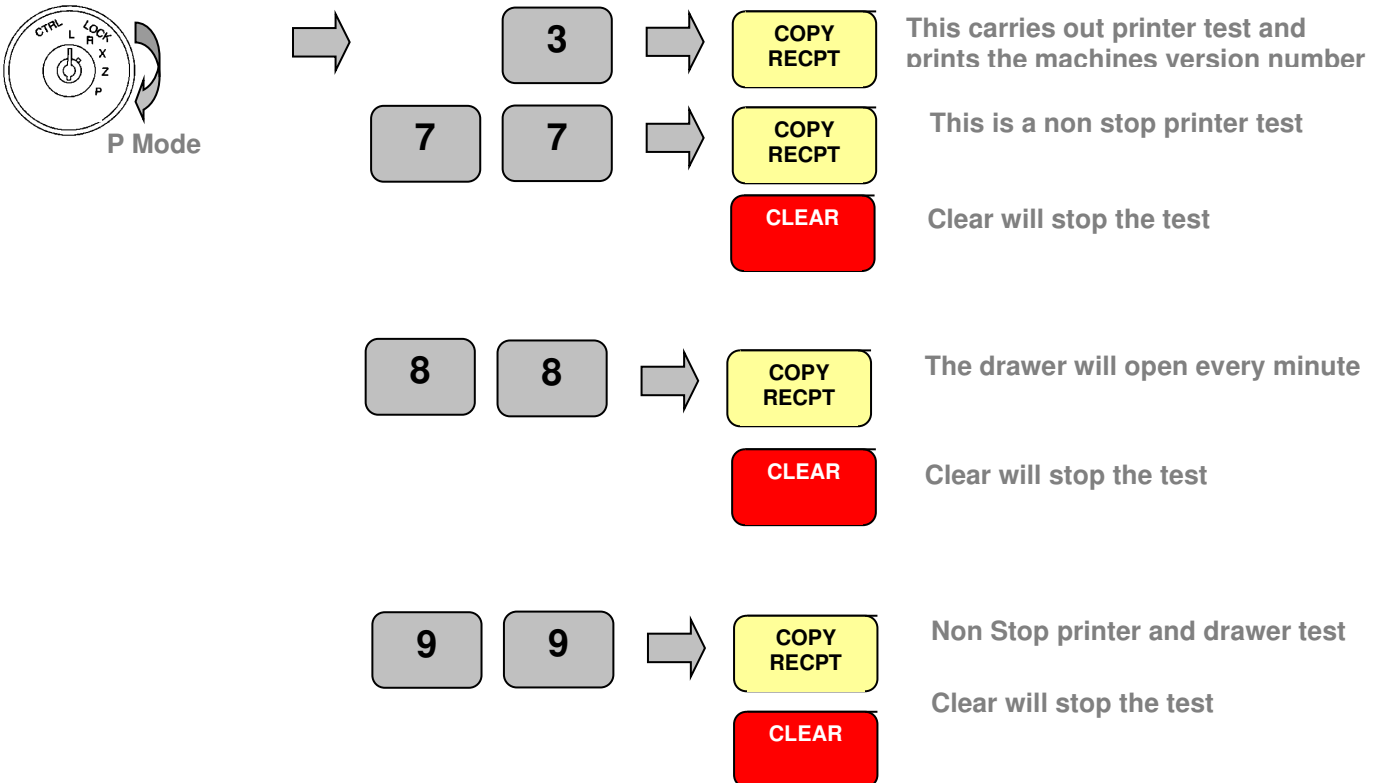 CTRL L LOCK R X Z P
P Mode
3
COPY
RECPT
This carries out printer test and
prints the machines version number
7 7
COPY
RECPT
This is a non stop printer test
CLEAR
Clear will stop the test
8 8
COPY
RECPT
The drawer will open every minute
CLEAR
Clear will stop the test
9 9
COPY
RECPT
Non Stop printer and drawer test
Clear will stop the test
CLEAR